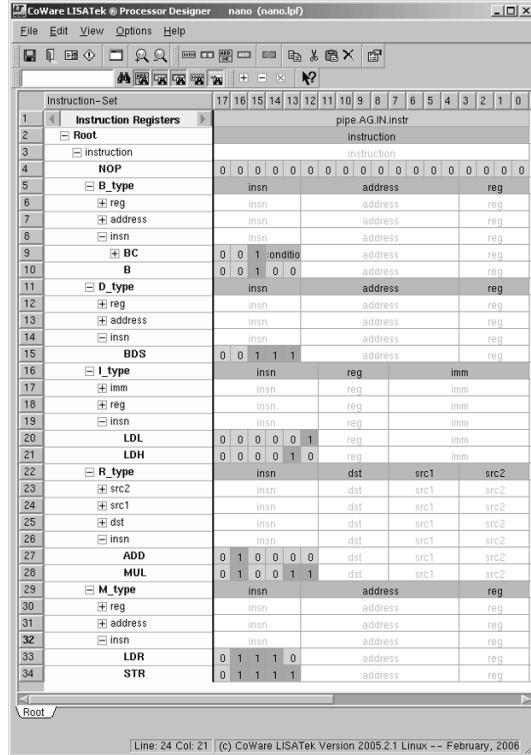 CoWare LISATek ® Processor Designer nano (nano.lpf)
File Edit View Options Help
Instruction-Set 17 16 15 14 13 12 11 10 9 8 7 6 5 4 3 2 1 0
1 Instruction Registers pipe.AG.IN.instr
2 Root instruction
3 instruction instruction
4 NOP 0 0 0 0 0 0 0 0 0 0 0 0 0 0 0 0 0 0
5 B_type insn address reg
6 reg insn address reg
7 address insn address reg
8 insn insn address reg
9 BC 0 0 1 :onditio address reg
10 B 0 0 1 0 0 address reg
11 D_type insn address reg
12 reg insn address reg
13 address insn address reg
14 insn insn address reg
15 BDS 0 0 1 1 1 address reg
16 I_type insn reg imm
17 imm insn reg imm
18 reg insn reg imm
19 insn insn reg imm
20 LDL 0 0 0 0 0 1 reg imm
21 LDH 0 0 0 0 1 0 reg imm
22 R_type insn dst src1 src2
23 src2 insn dst src1 src2
24 src1 insn dst src1 src2
25 dst insn dst src1 src2
26 insn insn dst src1 src2
27 ADD 0 1 0 0 0 0 dst src1 src2
28 MUL 0 1 0 0 1 1 dst src1 src2
29 M_type insn address reg
30 reg insn address reg
31 address insn address reg
32 insn insn address reg
33 LDR 0 1 1 1 0 address reg
34 STR 0 1 1 1 1 address reg
Root
Line: 24 Col: 21 (c) CoWare LISATek Version 2005.2.1 Linux -- February, 2006